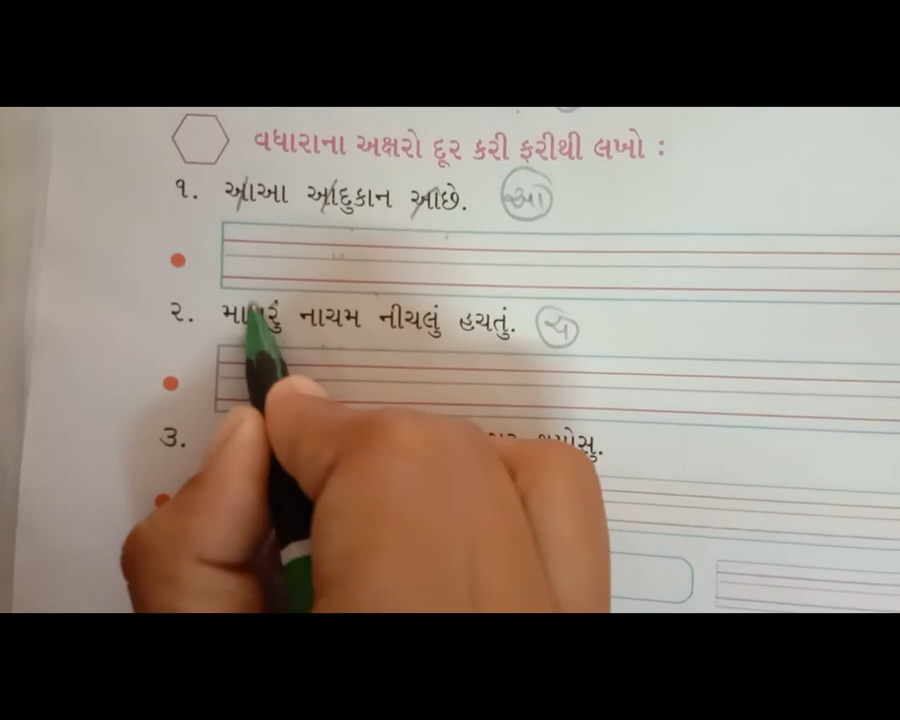 વધારાના અક્ષરો દૂર કરી ફરીથી લખો :
૧. આઆ આદુકાન આછે. આ
૨. નાચમ નીચલું હચતું. ચ
૩.